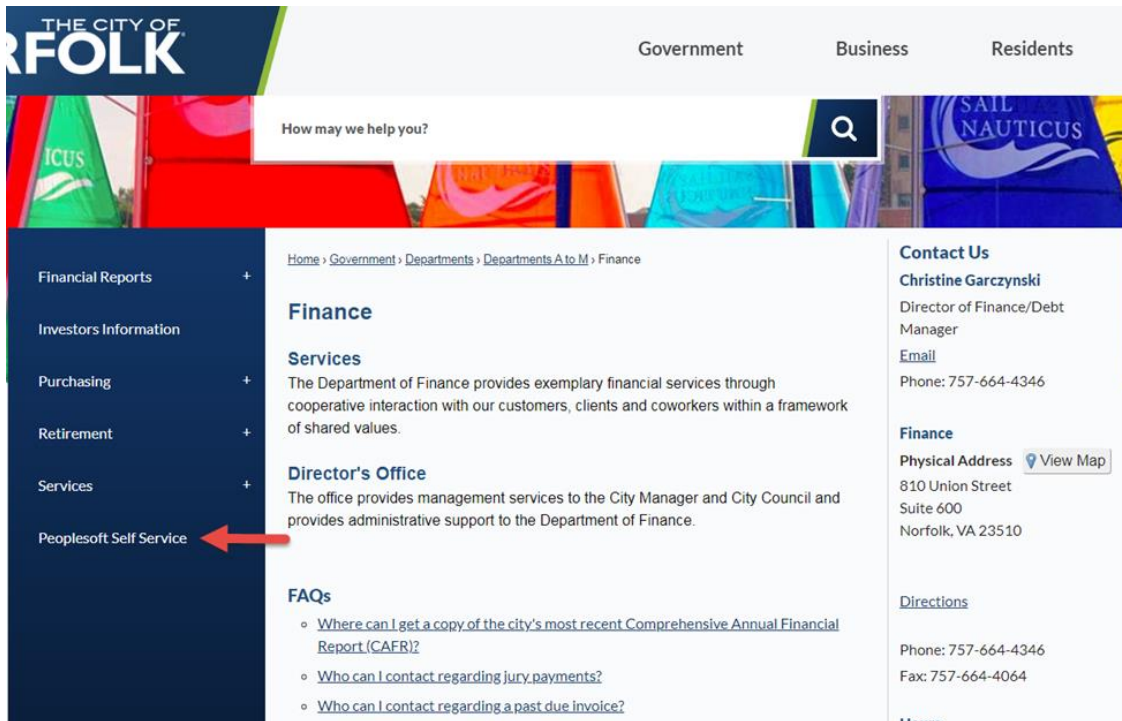 THE CITY OF
RFOLK
Government
Business
Residents
How may we help you?
ICUS
SAIL
NAUTICUS
Financial Reports +
Investors Information
Purchasing +
Retirement +
Services +
Peoplesoft Self Service
Home › Government › Departments › Departments A to M › Finance
Finance
Services
The Department of Finance provides exemplary financial services through
cooperative interaction with our customers, clients and coworkers within a framework
of shared values.
Director's Office
The office provides management services to the City Manager and City Council and
provides administrative support to the Department of Finance.
FAQs
Where can I get a copy of the city's most recent Comprehensive Annual Financial
Report (CAFR)?
Who can I contact regarding jury payments?
Who can I contact regarding a past due invoice?
Contact Us
Christine Garczynski
Director of Finance/Debt
Manager
Email
Phone: 757-664-4346
Finance
Physical Address View Map
810 Union Street
Suite 600
Norfolk, VA 23510
Directions
Phone: 757-664-4346
Fax: 757-664-4064